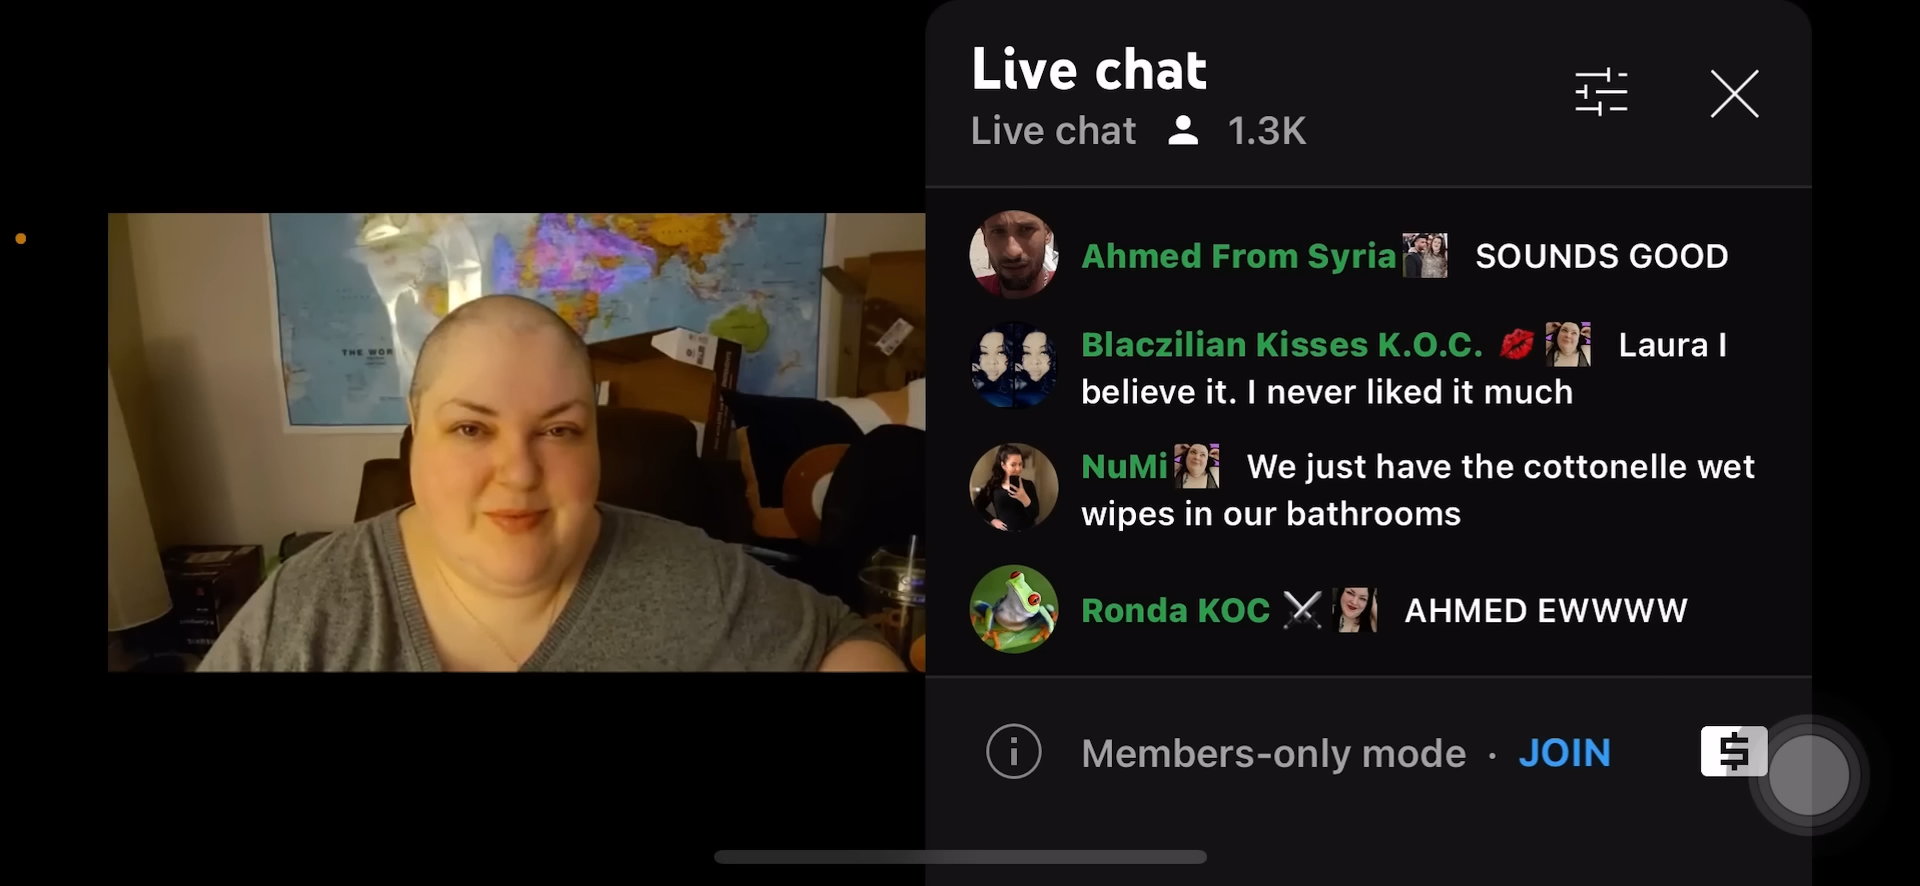 Live chat
Live chat 1.3K
Ahmed From Syria SOUNDS GOOD
Blaczilian Kisses K.O.C. 💋 Laura I
believe it. I never liked it much
NuMi We just have the cottonelle wet
wipes in our bathrooms
Ronda KOC ⚔ AHMED EWWWW
Members-only mode · JOIN
THE WOR